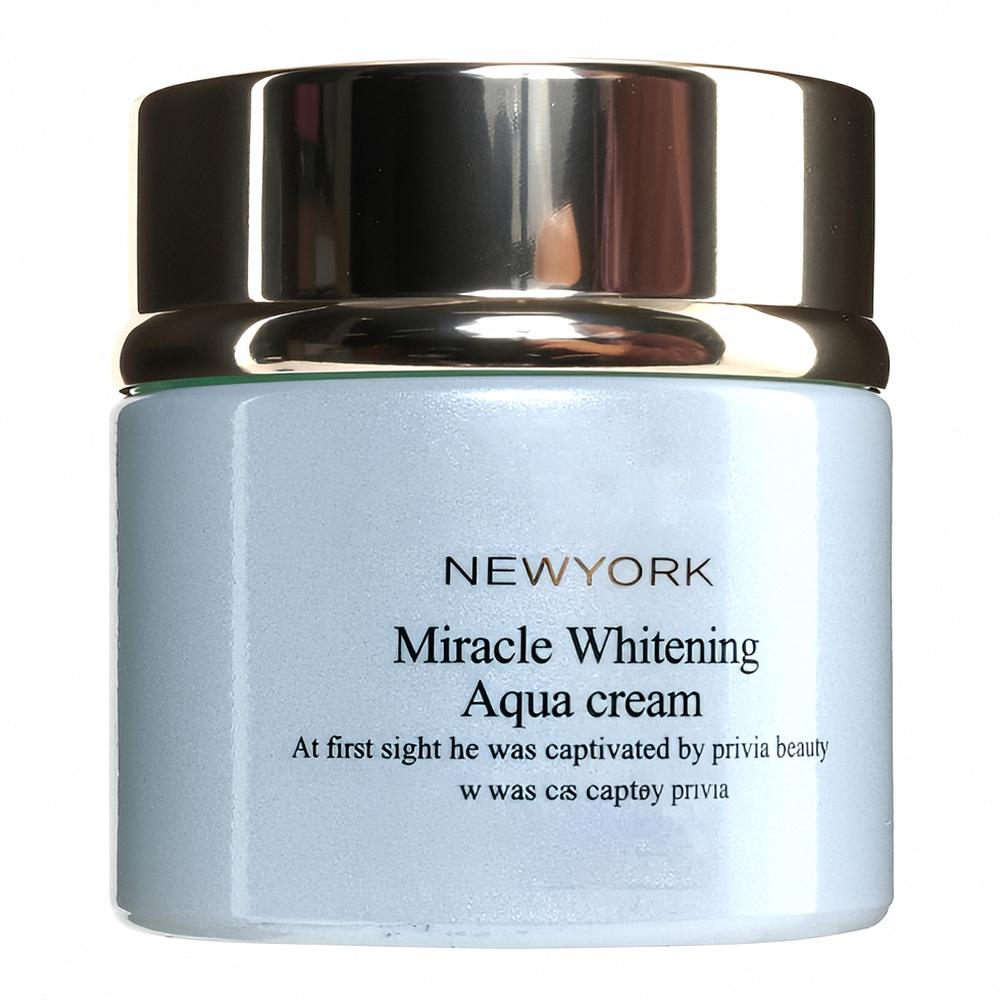 NEWYORK
Miracle Whitening
Aqua cream
At first sight he was captivated by privia beauty
w was privia